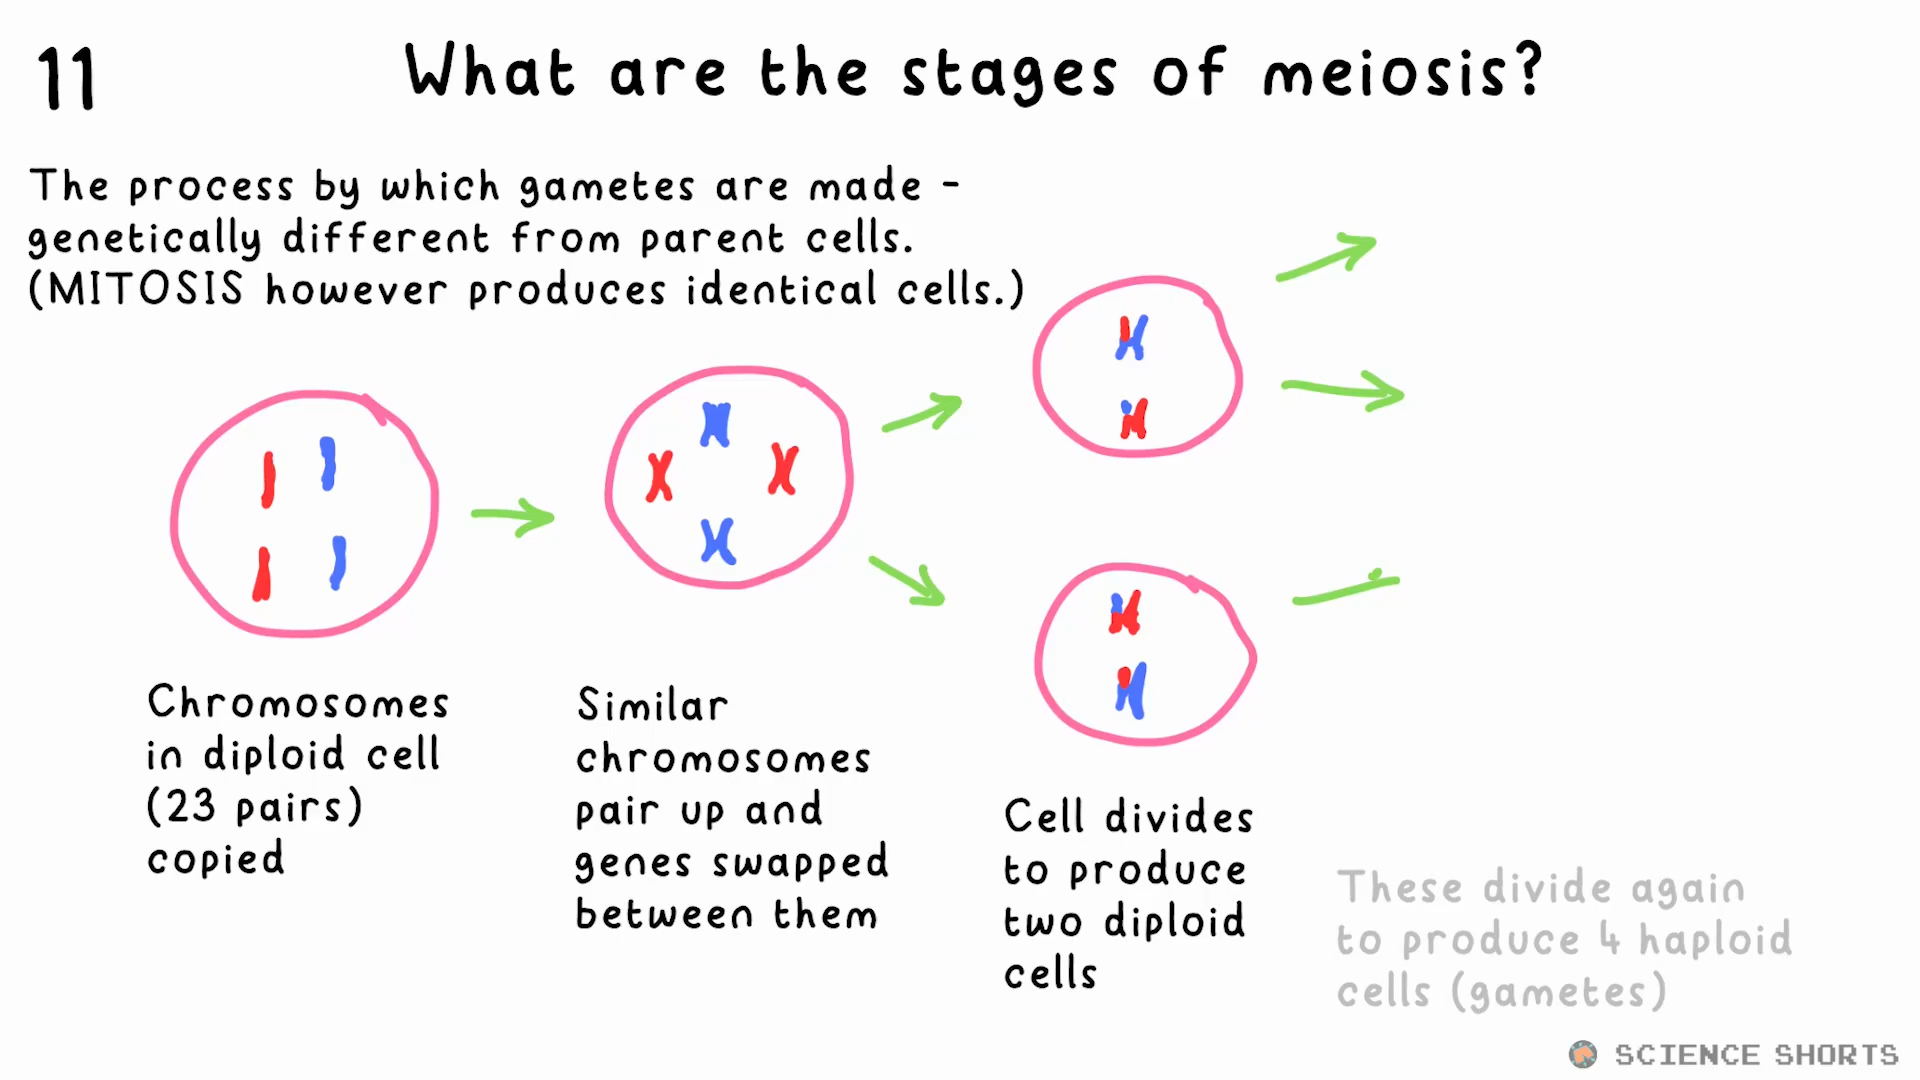 11
What are the stages of meiosis?
The process by which gametes are made -
genetically different from parent cells.
(MITOSIS however produces identical cells.)
Chromosomes
in diploid cell
(23 pairs)
copied
Similar
chromosomes
pair up and
genes swapped
between them
Cell divides
to produce
two diploid
cells
These divide again
to produce 4 haploid
cells (gametes)
SCIENCE SHORTS